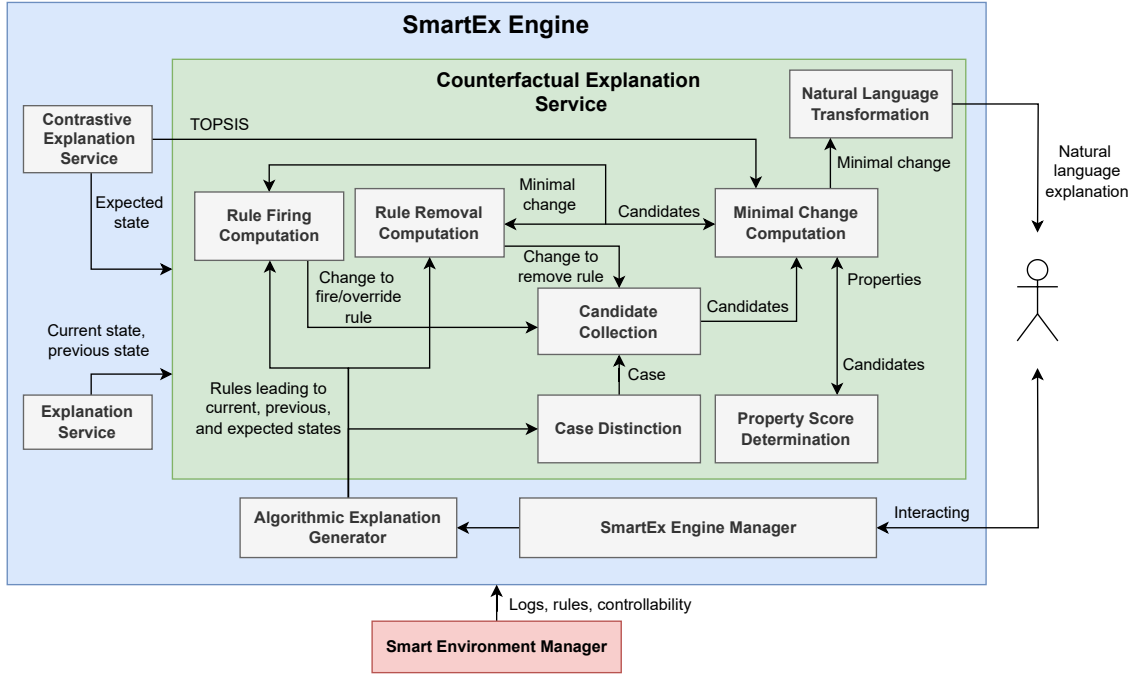 SmartEx Engine
Counterfactual Explanation
Service
Natural Language
Transformation
Contrastive
Explanation
Service
TOPSIS
Minimal change
Natural
language
explanation
Expected
state
Rule Firing
Computation
Rule Removal
Computation
Minimal
change
Candidates
Minimal Change
Computation
Change to
fire/override
rule
Change to
remove rule
Properties
Candidate
Collection
Candidates
Current state,
previous state
Case
Candidates
Explanation
Service
Rules leading to
current, previous,
and expected states
Case Distinction
Property Score
Determination
Algorithmic Explanation
Generator
SmartEx Engine Manager
Interacting
Logs, rules, controllability
Smart Environment Manager